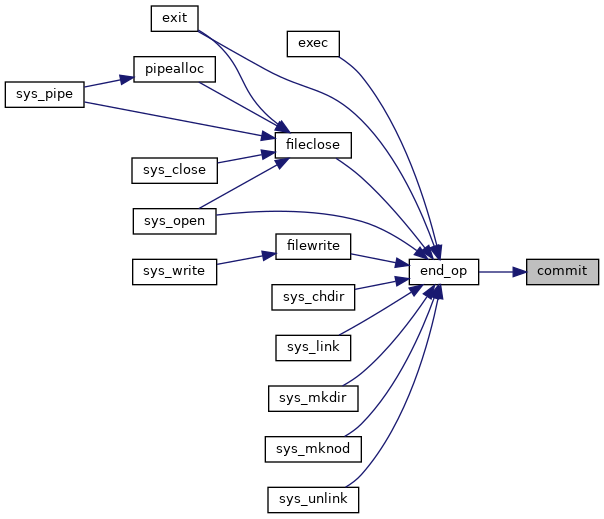 exit
exec
pipealloc
sys_pipe
fileclose
sys_close
sys_open
filewrite
sys_write
end_op
commit
sys_chdir
sys_link
sys_mkdir
sys_mknod
sys_unlink